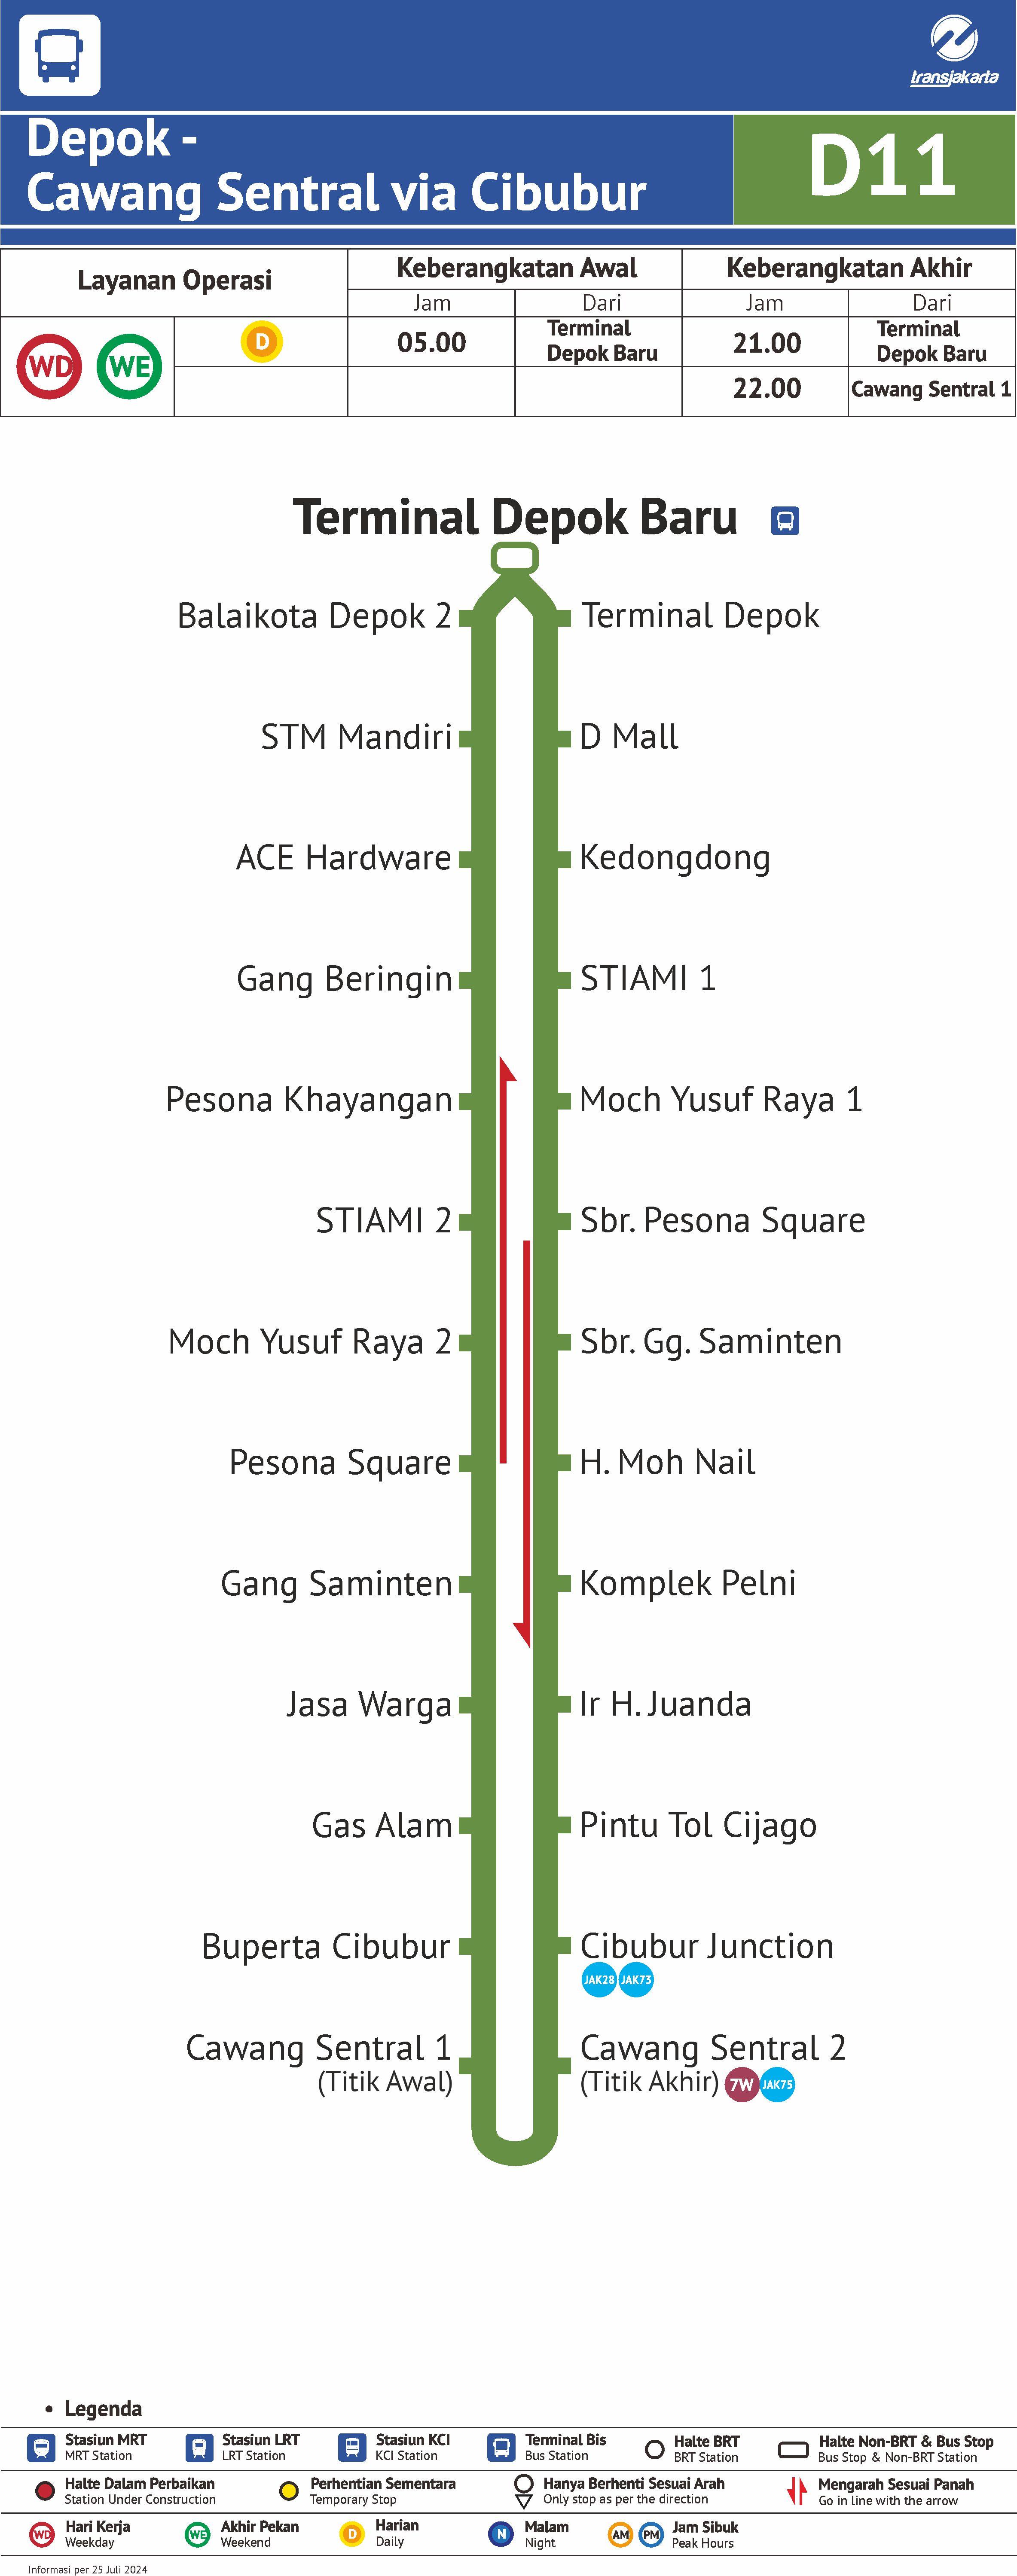 transjakarta
Depok -
Cawang Sentral via Cibubur
D11
Layanan Operasi
Keberangkatan Awal
Keberangkatan Akhir
Jam
Dari
Jam
Dari
WD
WE
D
05.00
Terminal
Depok Baru
21.00
Terminal
Depok Baru
22.00
Cawang Sentral 1
Terminal Depok Baru
Balaikota Depok 2
Terminal Depok
STM Mandiri
D Mall
ACE Hardware
Kedongdong
Gang Beringin
STIAMI 1
Pesona Khayangan
Moch Yusuf Raya 1
STIAMI 2
Sbr. Pesona Square
Moch Yusuf Raya 2
Sbr. Gg. Saminten
Pesona Square
H. Moh Nail
Gang Saminten
Komplek Pelni
Jasa Warga
Ir H. Juanda
Gas Alam
Pintu Tol Cijago
Buperta Cibubur
Cibubur Junction
JAK28
JAK73
Cawang Sentral 1
(Titik Awal)
Cawang Sentral 2
(Titik Akhir)
7W
JAK75
• Legenda
Stasiun MRT
MRT Station
Stasiun LRT
LRT Station
Stasiun KCI
KCI Station
Terminal Bis
Bus Station
Halte BRT
BRT Station
Halte Non-BRT & Bus Stop
Bus Stop & Non-BRT Station
Halte Dalam Perbaikan
Station Under Construction
Perhentian Sementara
Temporary Stop
Hanya Berhenti Sesuai Arah
Only stop as per the direction
Mengarah Sesuai Panah
Go in line with the arrow
WD
Hari Kerja
Weekday
WE
Akhir Pekan
Weekend
D
Harian
Daily
N
Malam
Night
AM
PM
Jam Sibuk
Peak Hours
Informasi per 25 Juli 2024